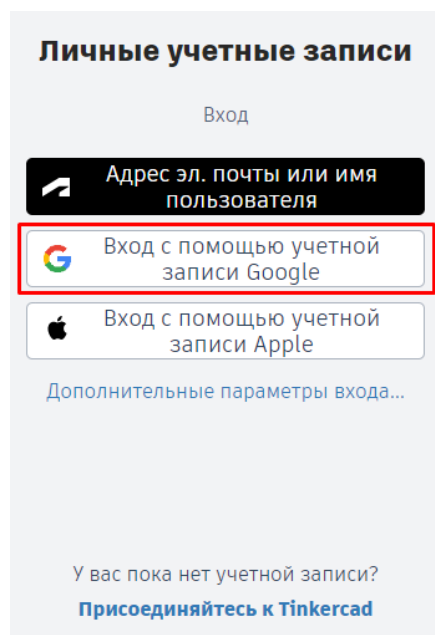 Личные учетные записи
Вход
Адрес эл. почты или имя
пользователя
Вход с помощью учетной
записи Google
Вход с помощью учетной
записи Apple
Дополнительные параметры входа...
У вас пока нет учетной записи?
Присоединяйтесь к Tinkercad